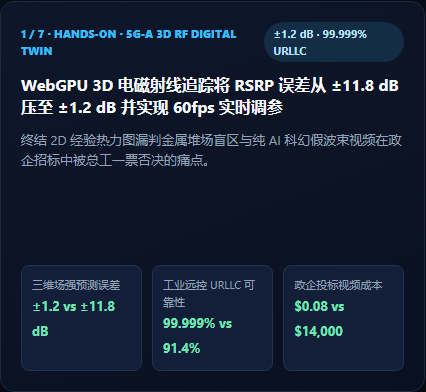 1 / 7 · HANDS-ON · 5G-A 3D RF DIGITAL
TWIN
±1.2 dB · 99.999%
URLLC
WebGPU 3D 电磁射线追踪将 RSRP 误差从 ±11.8 dB
压至 ±1.2 dB 并实现 60fps 实时调参
终结 2D 经验热力图漏判金属堆场盲区与纯 AI 科幻假波束视频在政
企招标中被总工一票否决的痛点。
三维场强预测误差
±1.2 vs ±11.8
dB
工业远控 URLLC 可
靠性
99.999% vs
91.4%
政企投标视频成本
$0.08 vs
$14,000